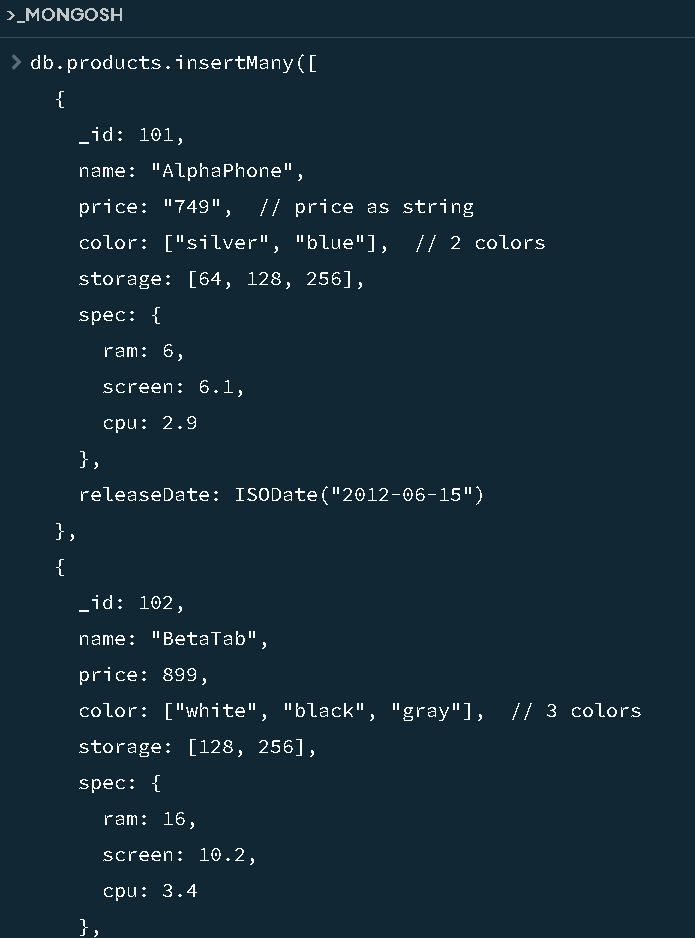 >_MONGOSH
> db.products.insertMany([
  {
    _id: 101,
    name: "AlphaPhone",
    price: "749",  // price as string
    color: ["silver", "blue"],  // 2 colors
    storage: [64, 128, 256],
    spec: {
      ram: 6,
      screen: 6.1,
      cpu: 2.9
    },
    releaseDate: ISODate("2012-06-15")
  },
  {
    _id: 102,
    name: "BetaTab",
    price: 899,
    color: ["white", "black", "gray"],  // 3 colors
    storage: [128, 256],
    spec: {
      ram: 16,
      screen: 10.2,
      cpu: 3.4
    },